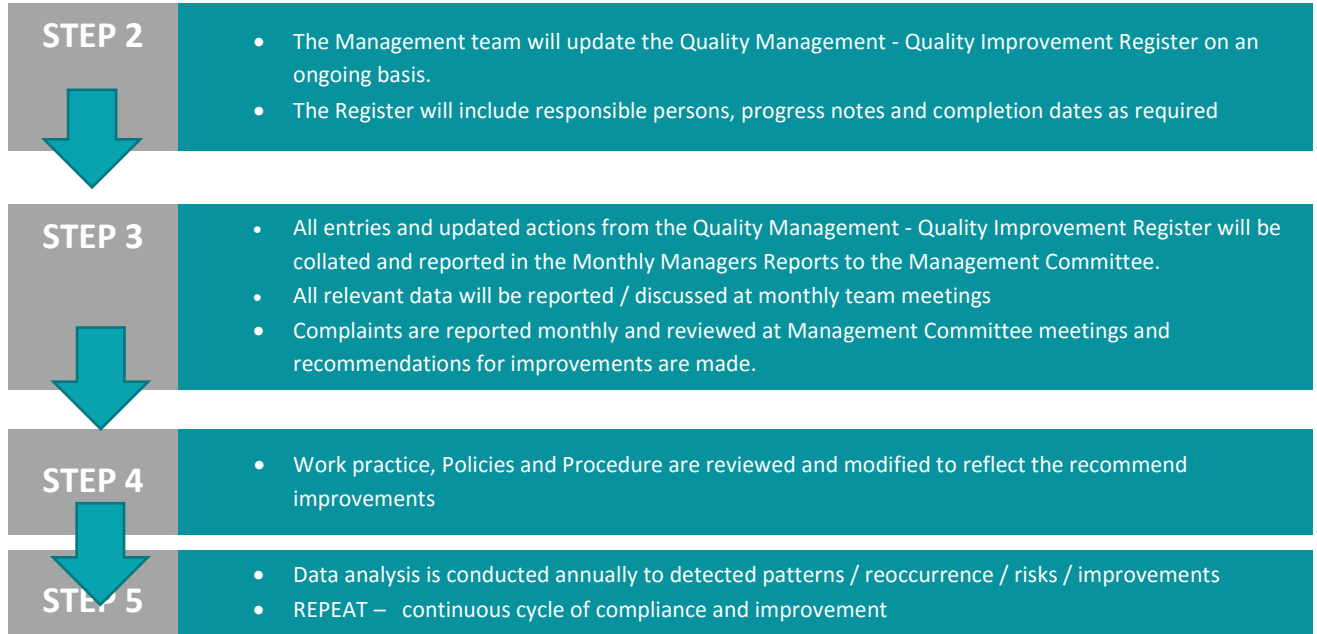 STEP 2
• The Management team will update the Quality Management - Quality Improvement Register on an
ongoing basis.
• The Register will include responsible persons, progress notes and completion dates as required
STEP 3
• All entries and updated actions from the Quality Management - Quality Improvement Register will be
collated and reported in the Monthly Managers Reports to the Management Committee.
• All relevant data will be reported / discussed at monthly team meetings
• Complaints are reported monthly and reviewed at Management Committee meetings and
recommendations for improvements are made.
STEP 4
• Work practice, Policies and Procedure are reviewed and modified to reflect the recommend
improvements
STEP 5
• Data analysis is conducted annually to detected patterns / reoccurrence / risks / improvements
• REPEAT – continuous cycle of compliance and improvement